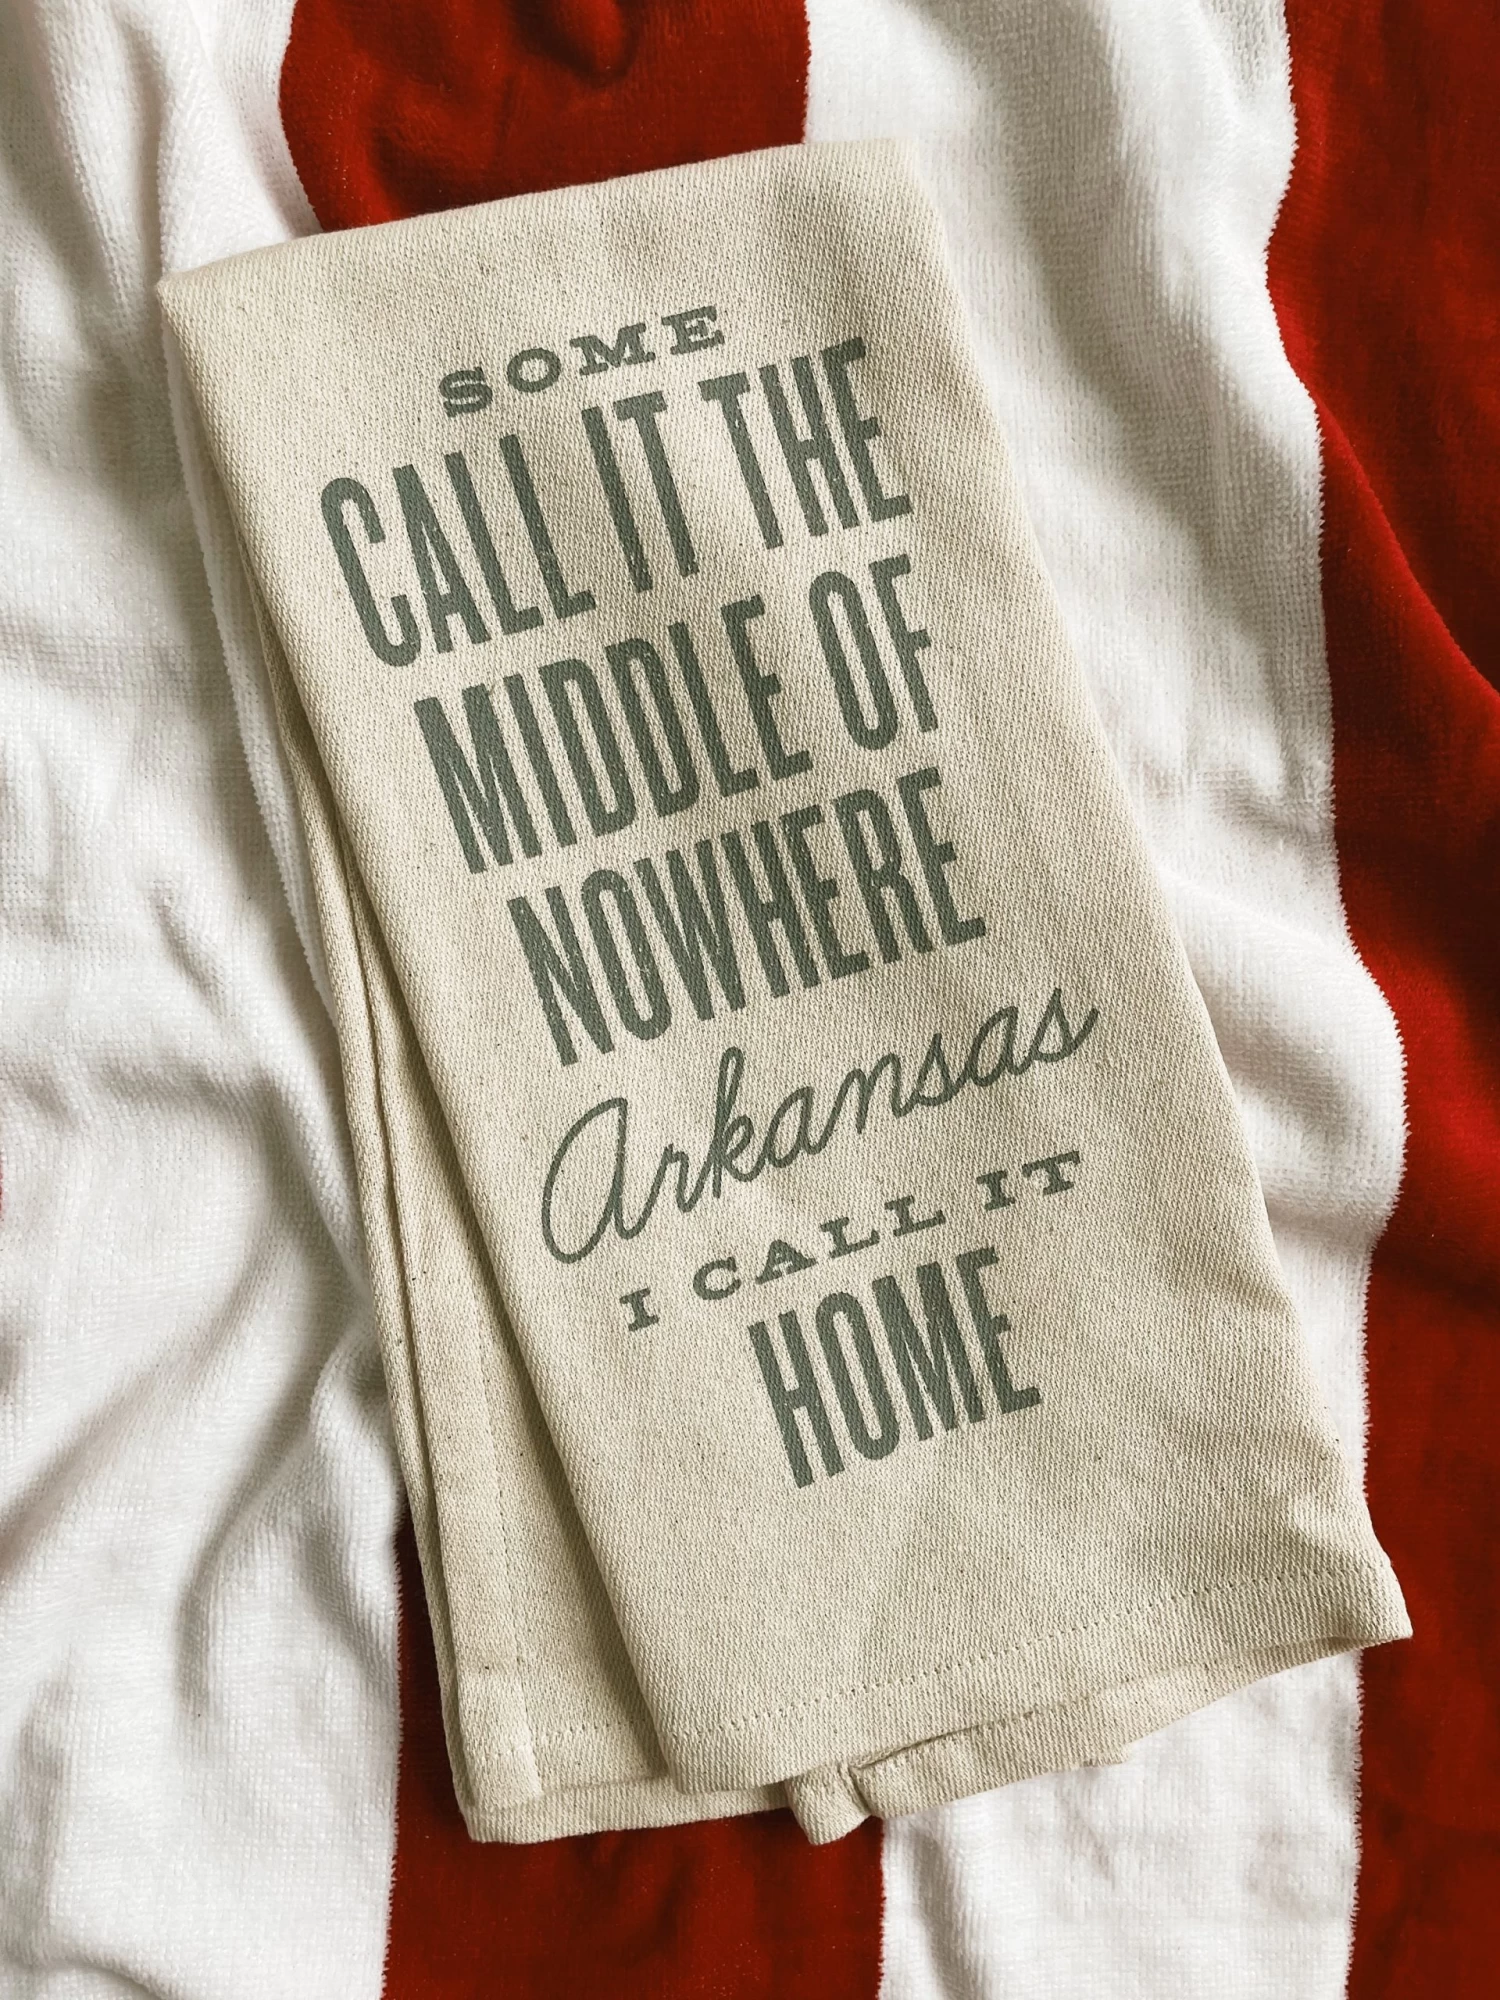 SOME
CALL IT THE
MIDDLE OF
NOWHERE
Arkansas
I CALL IT
HOME